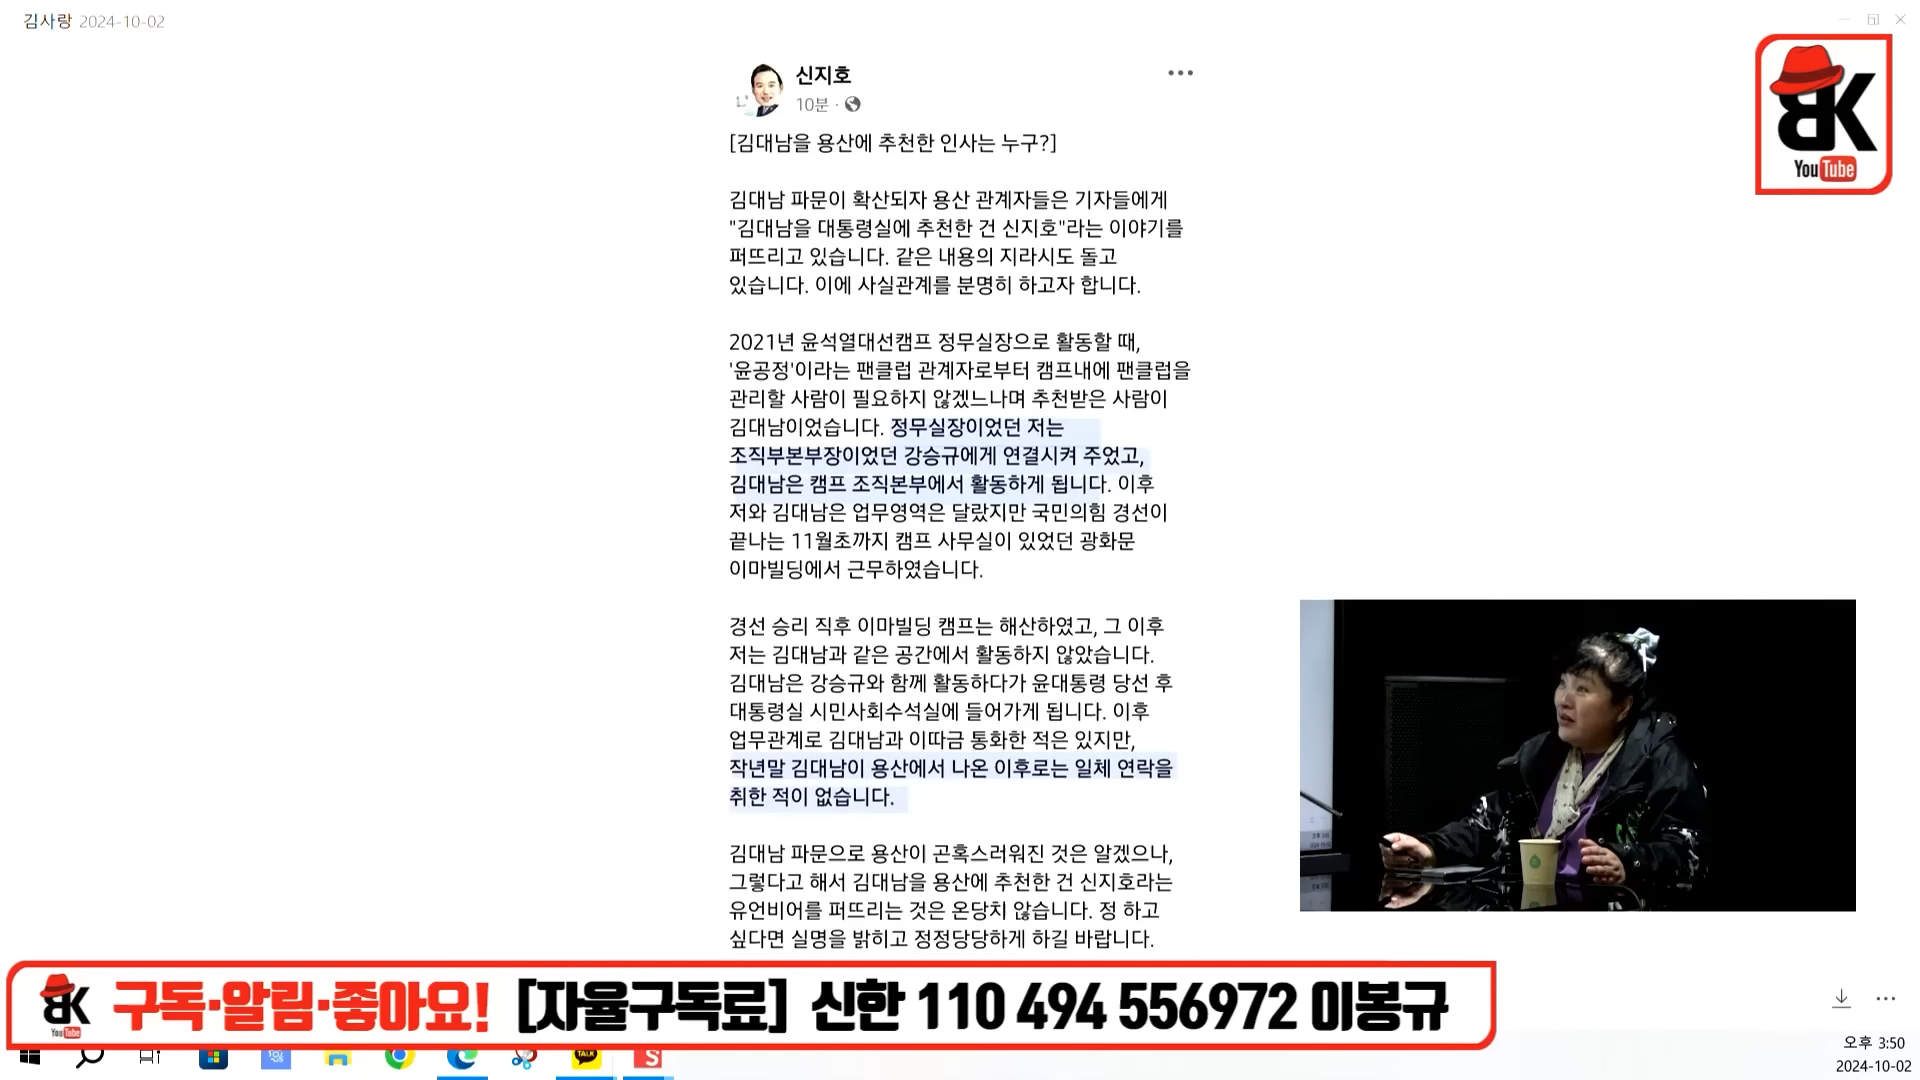 김사랑 2024-10-02
신지호
10분 ·
[김대남을 용산에 추천한 인사는 누구?]
김대남 파문이 확산되자 용산 관계자들은 기자들에게
"김대남을 대통령실에 추천한 건 신지호"라는 이야기를
퍼뜨리고 있습니다. 같은 내용의 지라시도 돌고
있습니다. 이에 사실관계를 분명히 하고자 합니다.
2021년 윤석열대선캠프 정무실장으로 활동할 때,
'윤공정'이라는 팬클럽 관계자로부터 캠프내에 팬클럽을
관리할 사람이 필요하지 않겠느냐며 추천받은 사람이
김대남이었습니다. 정무실장이었던 저는
조직부본부장이었던 강승규에게 연결시켜 주었고,
김대남은 캠프 조직본부에서 활동하게 됩니다. 이후
저와 김대남은 업무영역은 달랐지만 국민의힘 경선이
끝나는 11월초까지 캠프 사무실이 있었던 광화문
이마빌딩에서 근무하였습니다.
경선 승리 직후 이마빌딩 캠프는 해산하였고, 그 이후
저는 김대남과 같은 공간에서 활동하지 않았습니다.
김대남은 강승규와 함께 활동하다가 윤대통령 당선 후
대통령실 시민사회수석실에 들어가게 됩니다. 이후
업무관계로 김대남과 이따금 통화한 적은 있지만,
작년말 김대남이 용산에서 나온 이후로는 일체 연락을
취한 적이 없습니다.
김대남 파문으로 용산이 곤혹스러워진 것은 알겠으나,
그렇다고 해서 김대남을 용산에 추천한 건 신지호라는
유언비어를 퍼뜨리는 것은 온당치 않습니다. 정 하고
싶다면 실명을 밝히고 정정당당하게 하길 바랍니다.
BK
YouTube
BK
YouTube
구독·알림·좋아요! [자율구독료] 신한 110 494 556972 이봉규
TALK
S
오후 3:50
2024-10-02